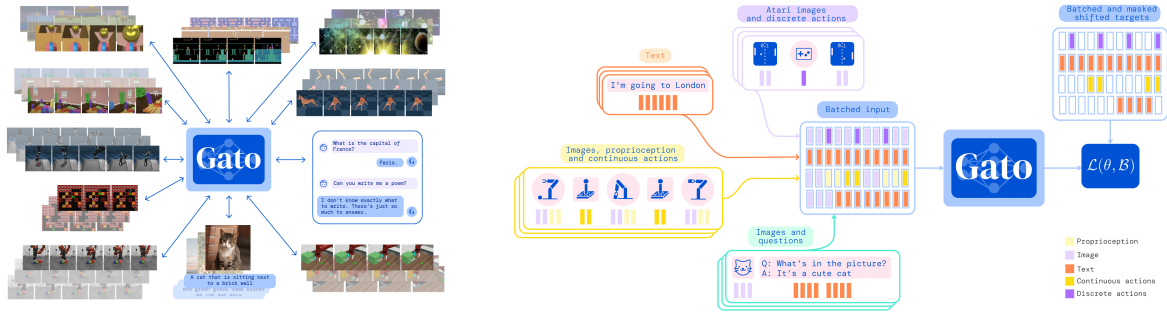 Gato
What is the capital of
France?
Paris.
G
Can you write me a poem?
I don't know exactly what
to write. There's just so
much to answer.
G
A cat that is sitting next
to a brick wall
Text
I'm going to London
Atari images
and discrete actions
Images, proprioception
and continuous actions
Images and
questions
Q: What's in the picture?
A: It's a cute cat
Batched input
Gato
Batched and masked
shifted targets
ℒ(θ, ℬ)
Proprioception
Image
Text
Continuous actions
Discrete actions